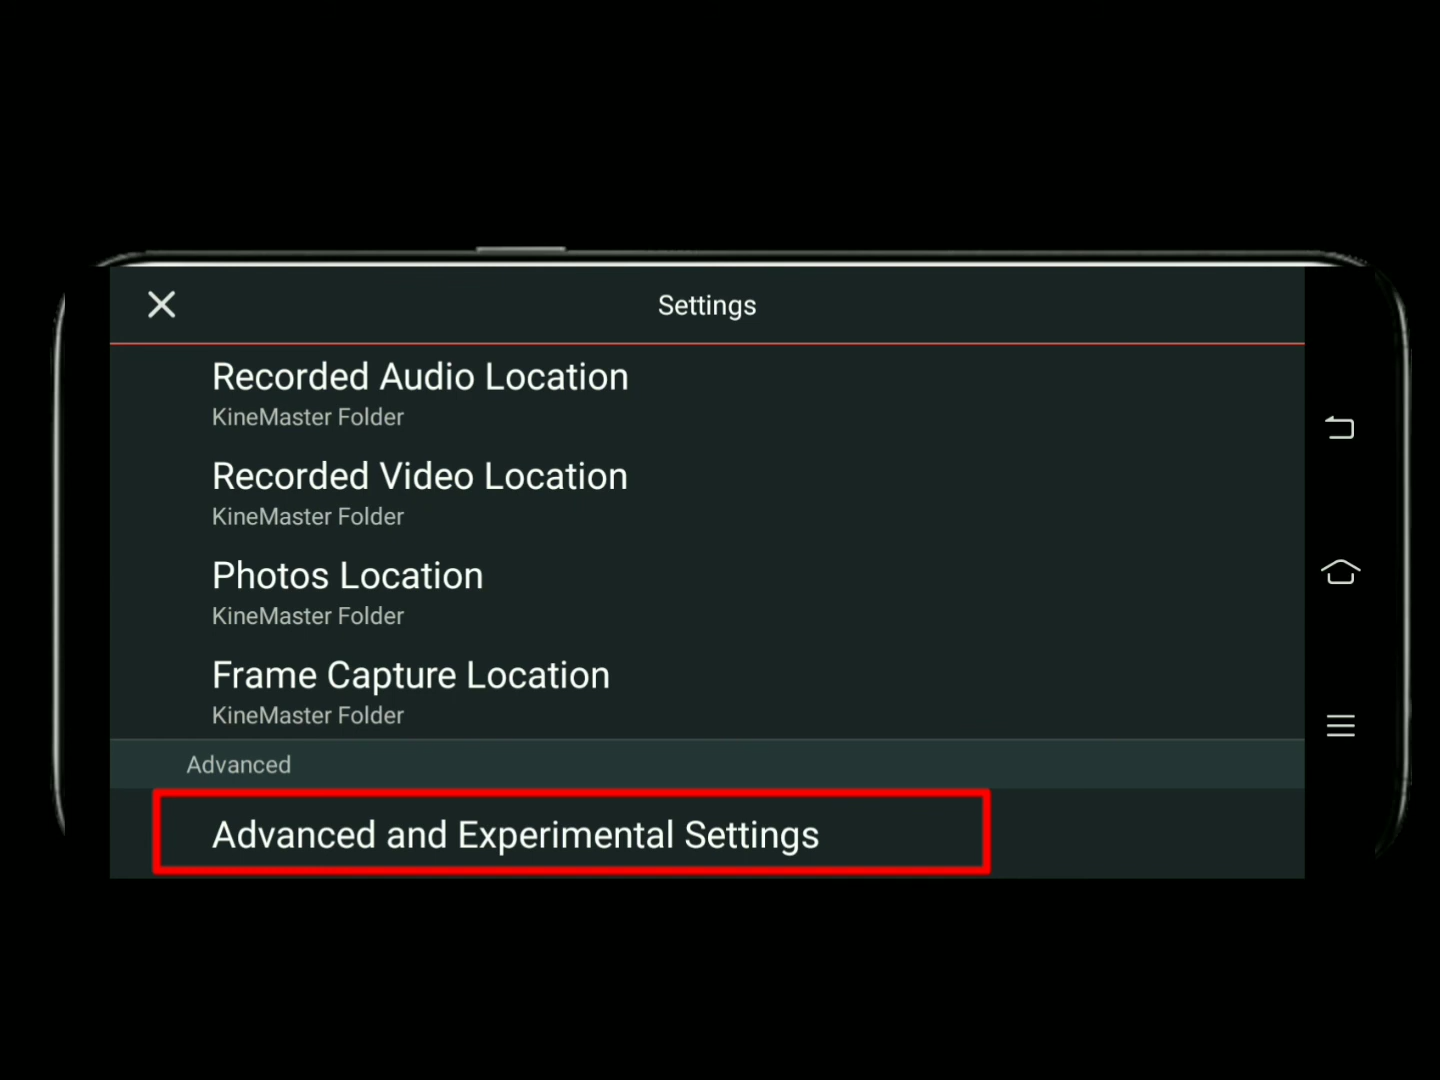 Settings
Recorded Audio Location
KineMaster Folder
Recorded Video Location
KineMaster Folder
Photos Location
KineMaster Folder
Frame Capture Location
KineMaster Folder
Advanced
Advanced and Experimental Settings